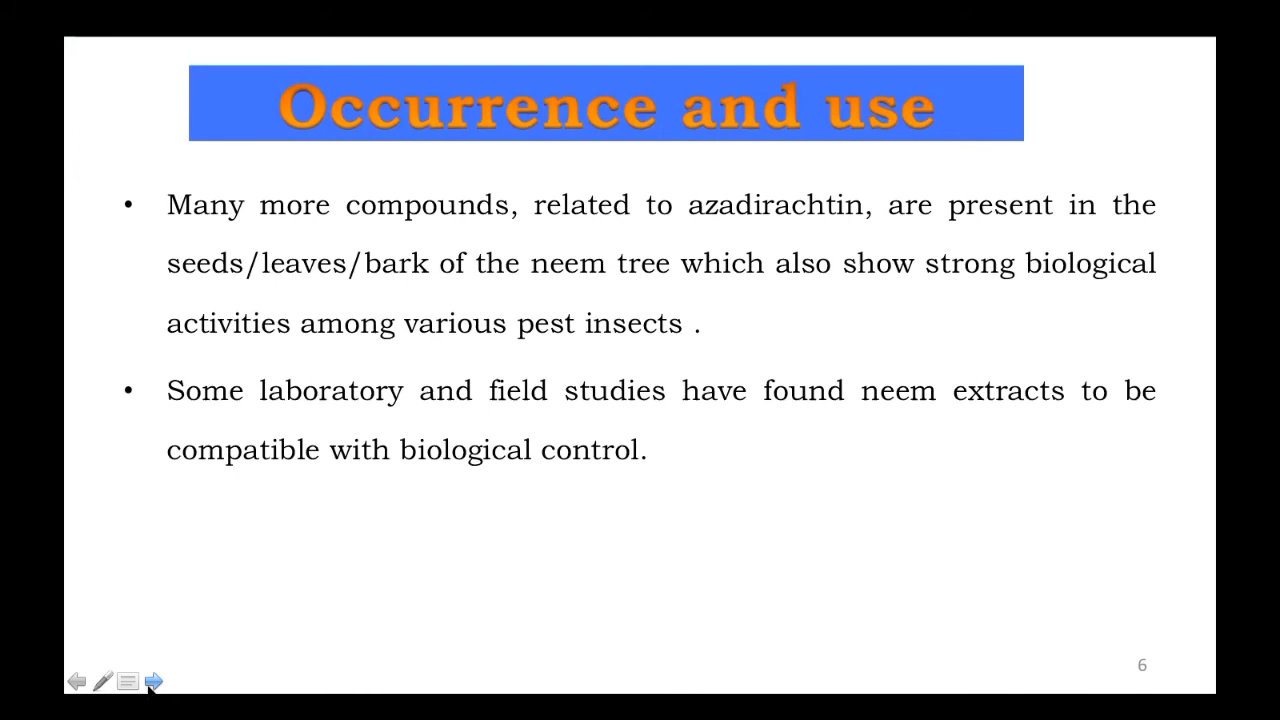 Occurrence and use
• Many more compounds, related to azadirachtin, are present in the
seeds/leaves/bark of the neem tree which also show strong biological
activities among various pest insects .
• Some laboratory and field studies have found neem extracts to be
compatible with biological control.
6